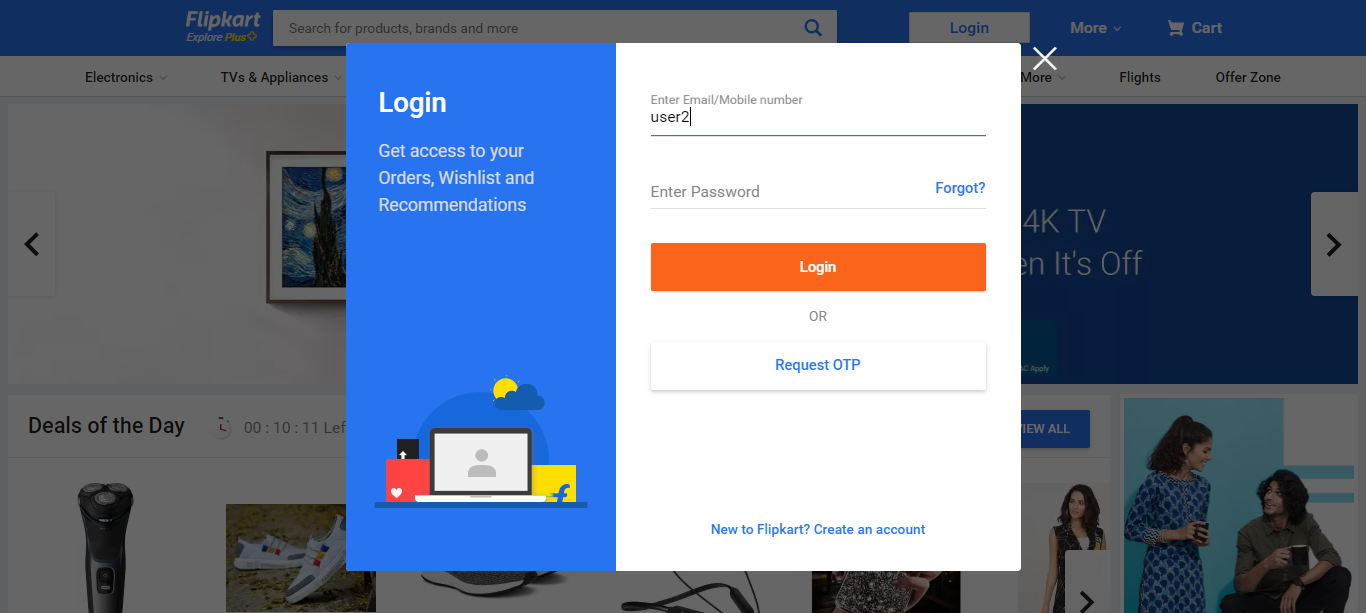 Flipkart
Explore Plus
Search for products, brands and more
Login
More
Cart
Electronics
TVs & Appliances
More
Flights
Offer Zone
Login
Get access to your
Orders, Wishlist and
Recommendations
Enter Email/Mobile number
user2
Enter Password
Forgot?
Login
OR
Request OTP
New to Flipkart? Create an account
4K TV
en It's Off
Apply
Deals of the Day
00 : 10 : 11 Lef
VIEW ALL